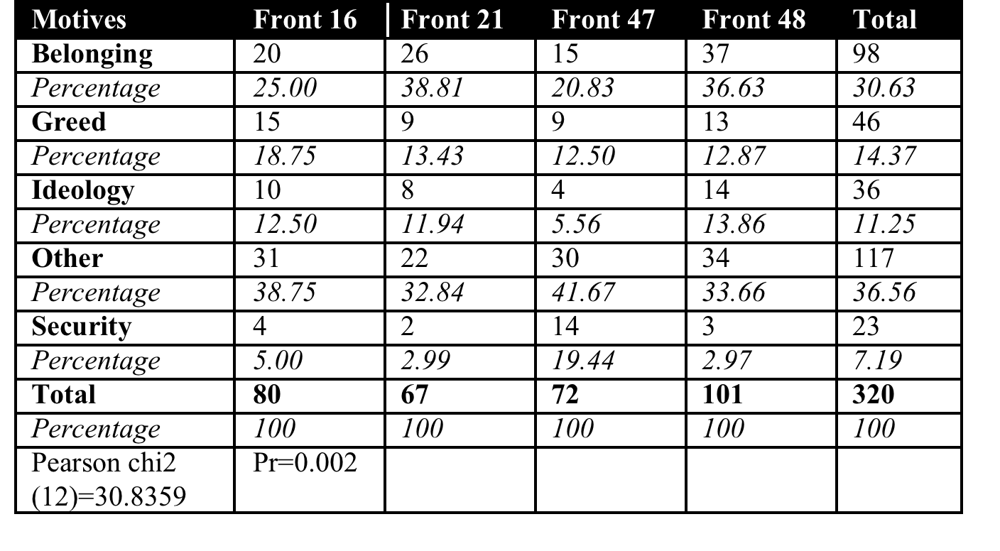 Motives Front 16 Front 21 Front 47 Front 48 Total
Belonging 20 26 15 37 98
Percentage 25.00 38.81 20.83 36.63 30.63
Greed 15 9 9 13 46
Percentage 18.75 13.43 12.50 12.87 14.37
Ideology 10 8 4 14 36
Percentage 12.50 11.94 5.56 13.86 11.25
Other 31 22 30 34 117
Percentage 38.75 32.84 41.67 33.66 36.56
Security 4 2 14 3 23
Percentage 5.00 2.99 19.44 2.97 7.19
Total 80 67 72 101 320
Percentage 100 100 100 100 100
Pearson chi2 Pr=0.002
(12)=30.8359